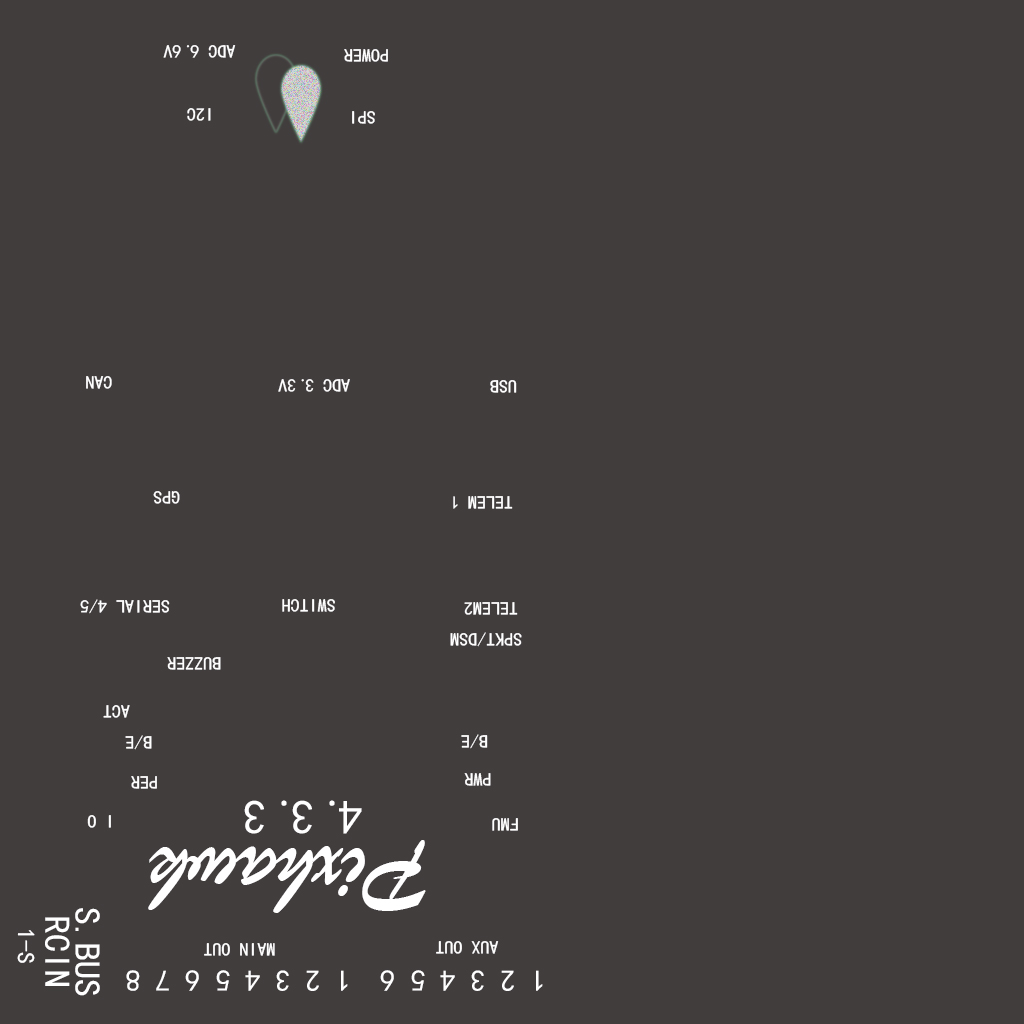 1 2 3 4 5 6
1 2 3 4 5 6 7 8
AUX OUT
MAIN OUT
S.BUS
RCIN
1-S
Pixhawk
4.3.3
FMU
IO
PWR
PER
B/E
B/E
ACT
BUZZER
SPKT/DSM
TELEM2
SWITCH
SERIAL 4/5
TELEM 1
GPS
USB
ADC 3.3V
CAN
SPI
I2C
POWER
ADC 6.6V